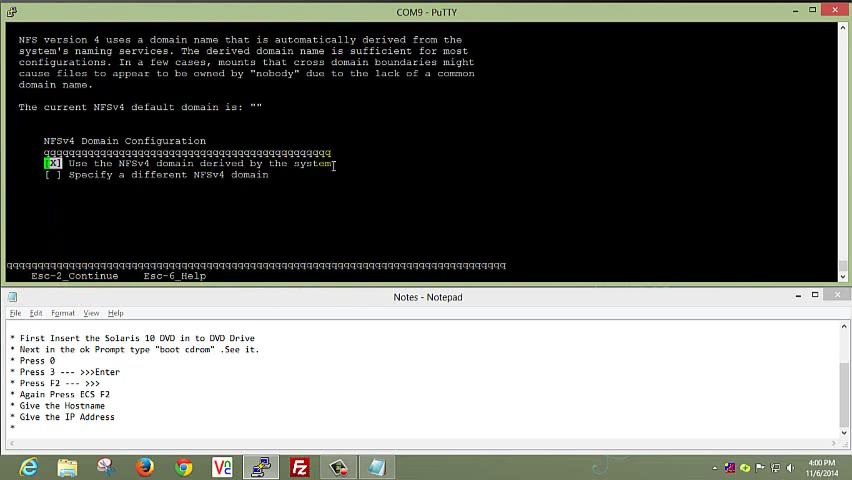 COM9 - PuTTY
NFS version 4 uses a domain name that is automatically derived from the
system's naming services. The derived domain name is sufficient for most
configurations. In a few cases, mounts that cross domain boundaries might
cause files to appear to be owned by "nobody" due to the lack of a common
domain name.
The current NFSv4 default domain is: ""
NFSv4 Domain Configuration
qqqqqqqqqqqqqqqqqqqqqqqqqqqqqqqqqqqqqqqqqqqqqq
[X] Use the NFSv4 domain derived by the system
[ ] Specify a different NFSv4 domain
qqqqqqqqqqqqqqqqqqqqqqqqqqqqqqqqqqqqqqqqqqqqqqqqqqqqqqqqqqqqqqqqqqqqqqqqqqqqqqqq
Esc-2_Continue Esc-6_Help
Notes - Notepad
File Edit Format View Help
* First Insert the Solaris 10 DVD in to DVD Drive
* Next in the ok Prompt type "boot cdrom" .See it.
* Press 0
* Press 3 --- >>>Enter
* Press F2 --- >>>
* Again Press ECS F2
* Give the Hostname
* Give the IP Address
*
4:00 PM
11/6/2014